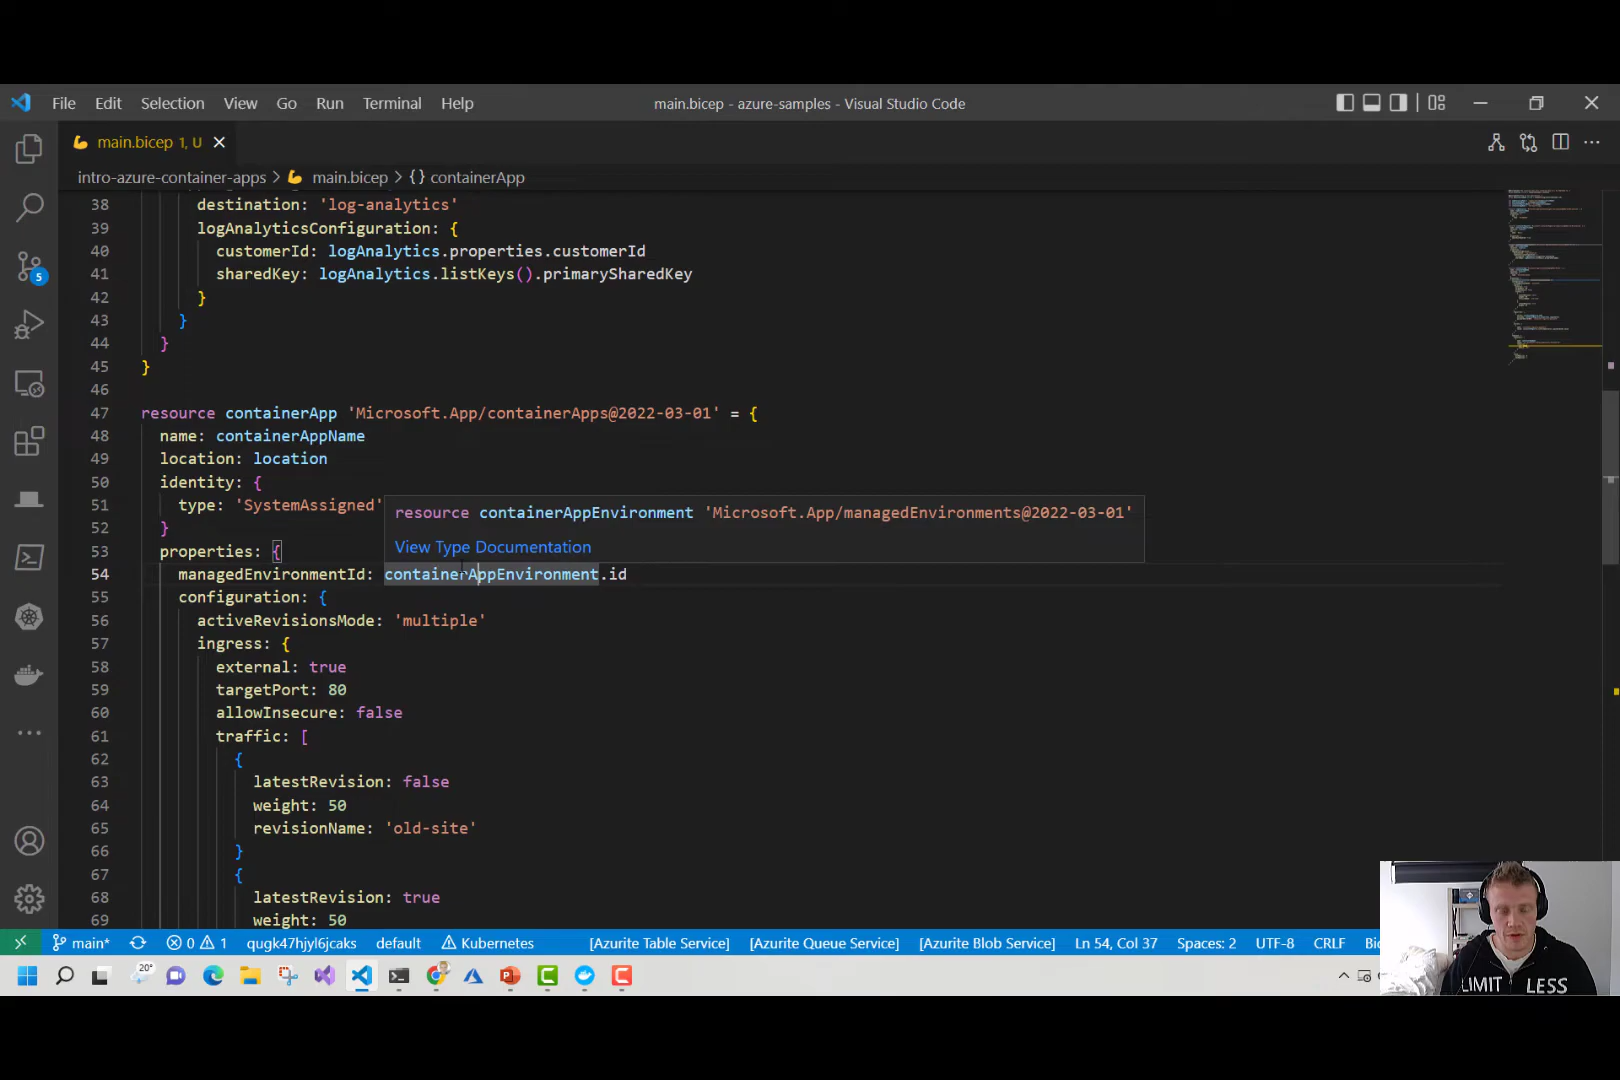 File Edit Selection View Go Run Terminal Help
main.bicep - azure-samples - Visual Studio Code
main.bicep 1, U
intro-azure-container-apps > main.bicep > {} containerApp
38 destination: 'log-analytics'
39 logAnalyticsConfiguration: {
40 customerId: logAnalytics.properties.customerId
41 sharedKey: logAnalytics.listKeys().primarySharedKey
42 }
43 }
44 }
45 }
46
47 resource containerApp 'Microsoft.App/containerApps@2022-03-01' = {
48 name: containerAppName
49 location: location
50 identity: {
51 type: 'SystemAssigned'
resource containerAppEnvironment 'Microsoft.App/managedEnvironments@2022-03-01'
52 }
View Type Documentation
53 properties: {
54 managedEnvironmentId: containerAppEnvironment.id
55 configuration: {
56 activeRevisionsMode: 'multiple'
57 ingress: {
58 external: true
59 targetPort: 80
60 allowInsecure: false
61 traffic: [
62 {
63 latestRevision: false
64 weight: 50
65 revisionName: 'old-site'
66 }
67 {
68 latestRevision: true
69 weight: 50
5
main* 0 1 qugk47hjyl6jcaks default Kubernetes [Azurite Table Service] [Azurite Queue Service] [Azurite Blob Service] Ln 54, Col 37 Spaces: 2 UTF-8 CRLF
20°
LIMIT LESS